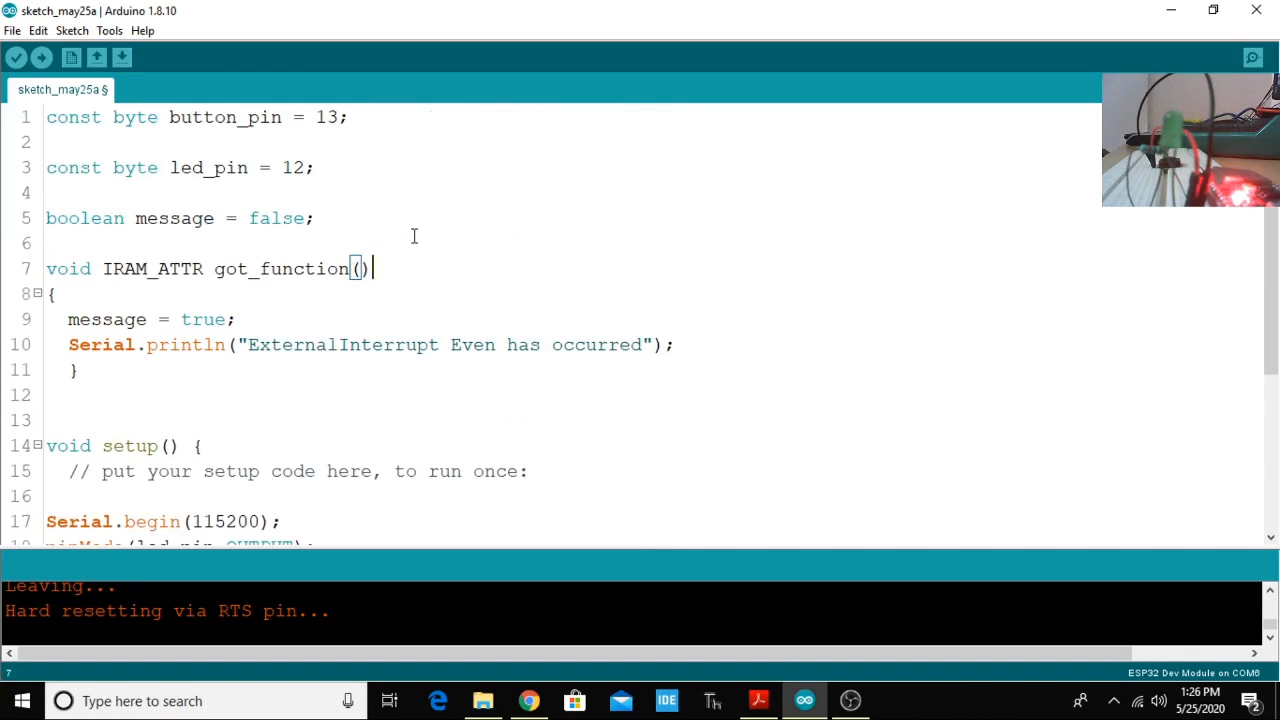 sketch_may25a | Arduino 1.8.10
File Edit Sketch Tools Help
sketch_may25a §
1 const byte button_pin = 13;
2
3 const byte led_pin = 12;
4
5 boolean message = false;
6
7 void IRAM_ATTR got_function()
8 {
9 message = true;
10 Serial.println("ExternalInterrupt Even has occurred");
11 }
12
13
14 void setup() {
15 // put your setup code here, to run once:
16
17 Serial.begin(115200);
Leaving...
Hard resetting via RTS pin...
7 ESP32 Dev Module on COM6
Type here to search
IDE
1:26 PM
5/25/2020
2